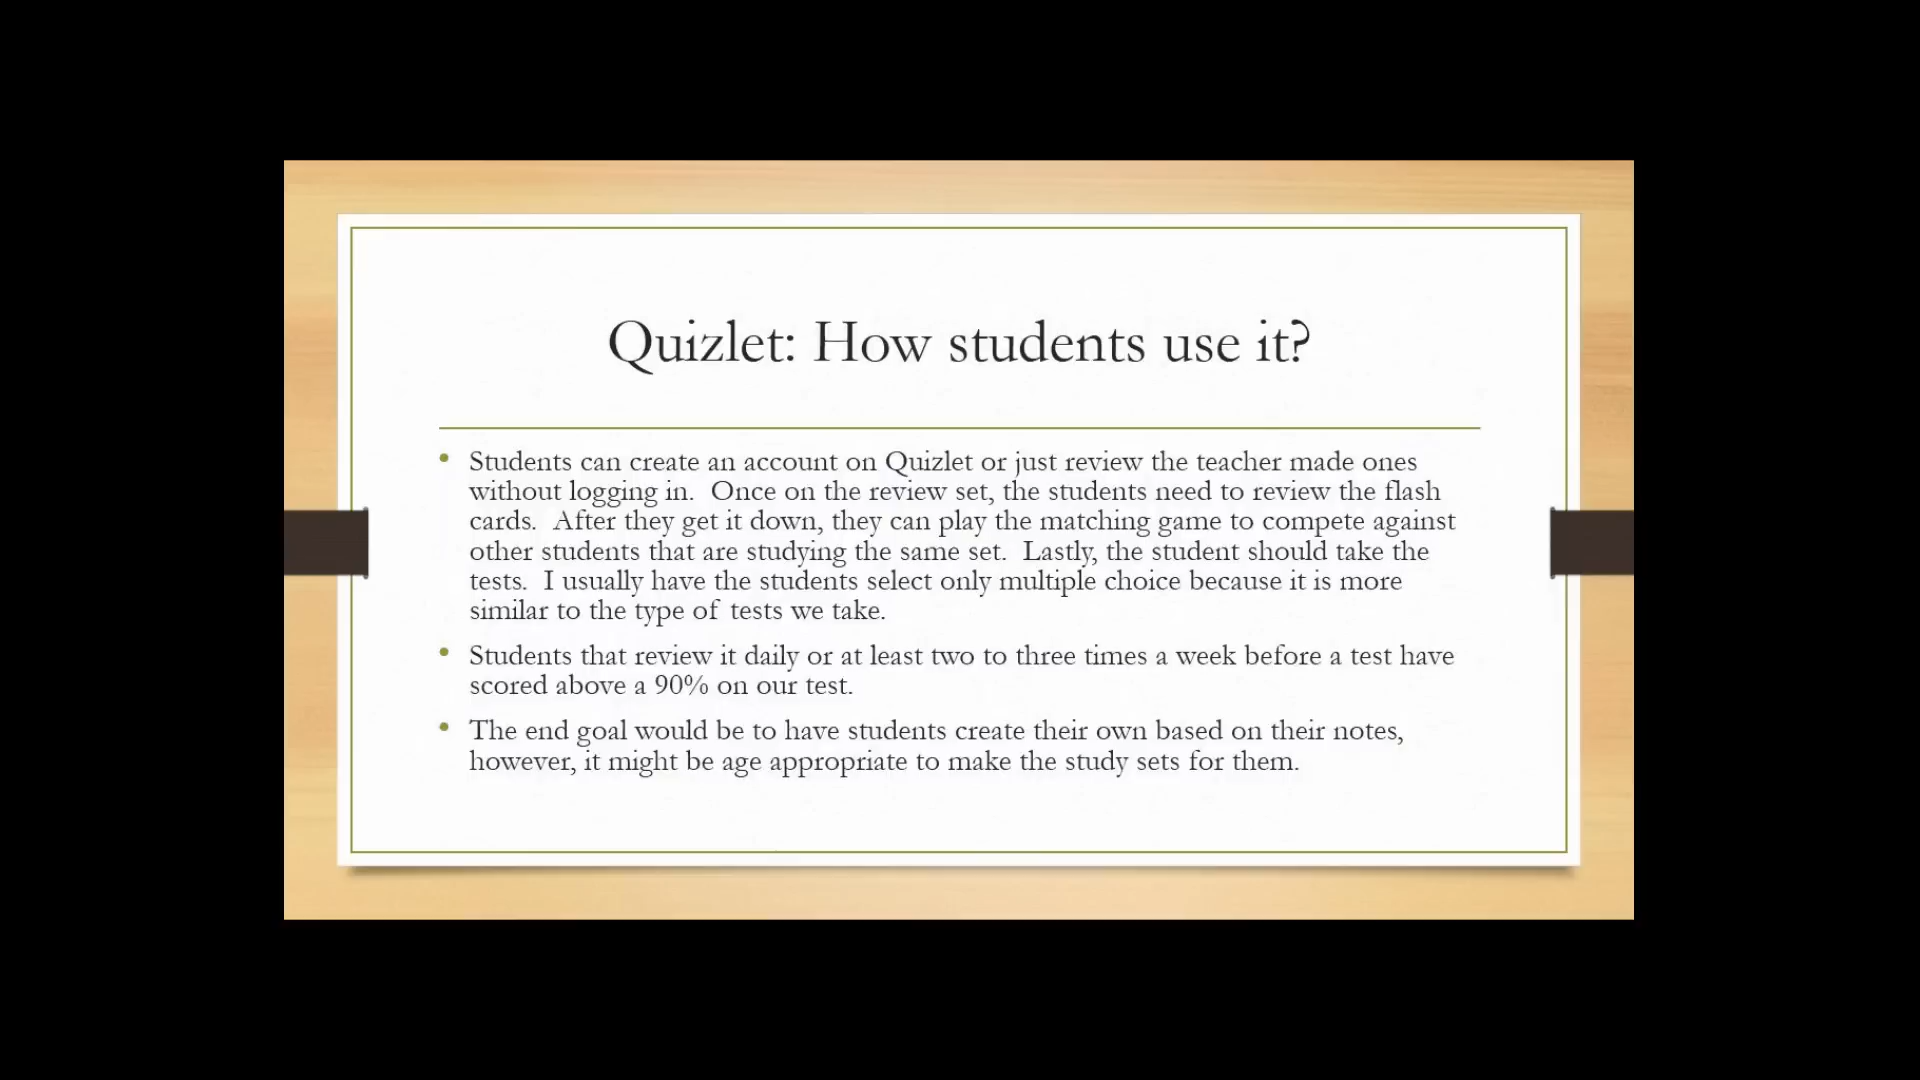 Quizlet: How students use it?
• Students can create an account on Quizlet or just review the teacher made ones
without logging in.  Once on the review set, the students need to review the flash
cards.  After they get it down, they can play the matching game to compete against
other students that are studying the same set.  Lastly, the student should take the
tests.  I usually have the students select only multiple choice because it is more
similar to the type of tests we take.
• Students that review it daily or at least two to three times a week before a test have
scored above a 90% on our test.
• The end goal would be to have students create their own based on their notes,
however, it might be age appropriate to make the study sets for them.